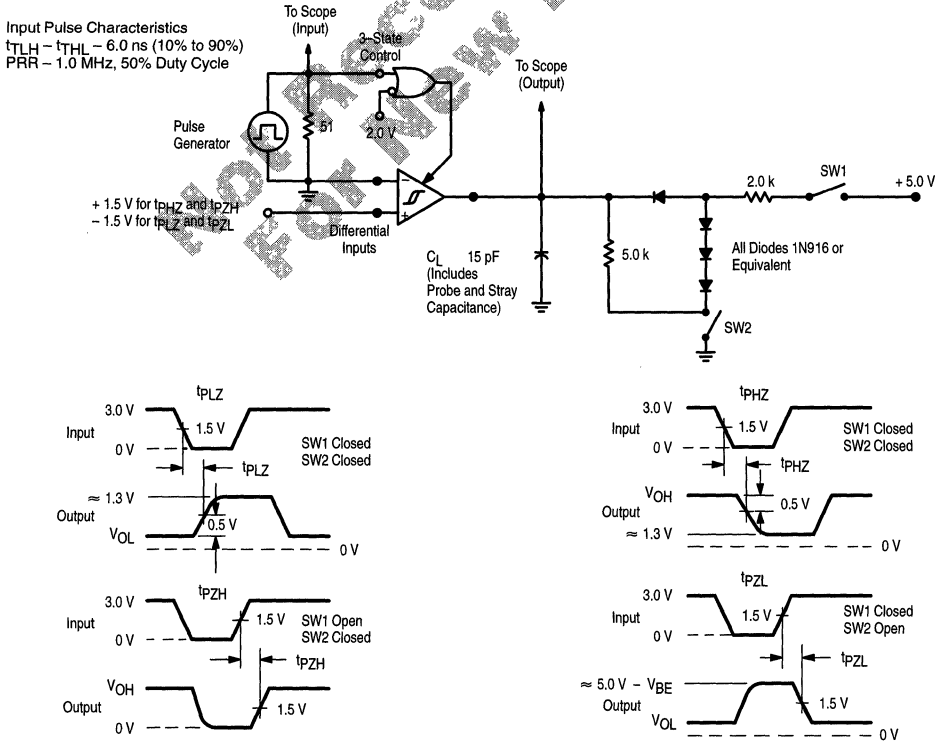 Input Pulse Characteristics
tTLH – tTHL – 6.0 ns (10% to 90%)
PRR – 1.0 MHz, 50% Duty Cycle
To Scope
(Input)
3–State
Control
To Scope
(Output)
Pulse
Generator
51
2.0 V
2.0 k
SW1
+ 5.0 V
+ 1.5 V for tPHZ and tPZH
– 1.5 V for tPLZ and tPZL
–
+
Differential
Inputs
CL 15 pF
(Includes
Probe and Stray
Capacitance)
5.0 k
All Diodes 1N916 or
Equivalent
SW2
tPLZ
3.0 V
Input
1.5 V
0 V
SW1 Closed
SW2 Closed
tPLZ
≈ 1.3 V
Output
0.5 V
VOL
0 V
tPHZ
3.0 V
Input
1.5 V
0 V
SW1 Closed
SW2 Closed
tPHZ
VOH
0.5 V
Output
≈ 1.3 V
0 V
tPZH
3.0 V
Input
1.5 V
0 V
SW1 Open
SW2 Closed
tPZH
VOH
Output
1.5 V
0 V
tPZL
3.0 V
Input
1.5 V
0 V
SW1 Closed
SW2 Open
tPZL
≈ 5.0 V – VBE
Output
1.5 V
VOL
0 V